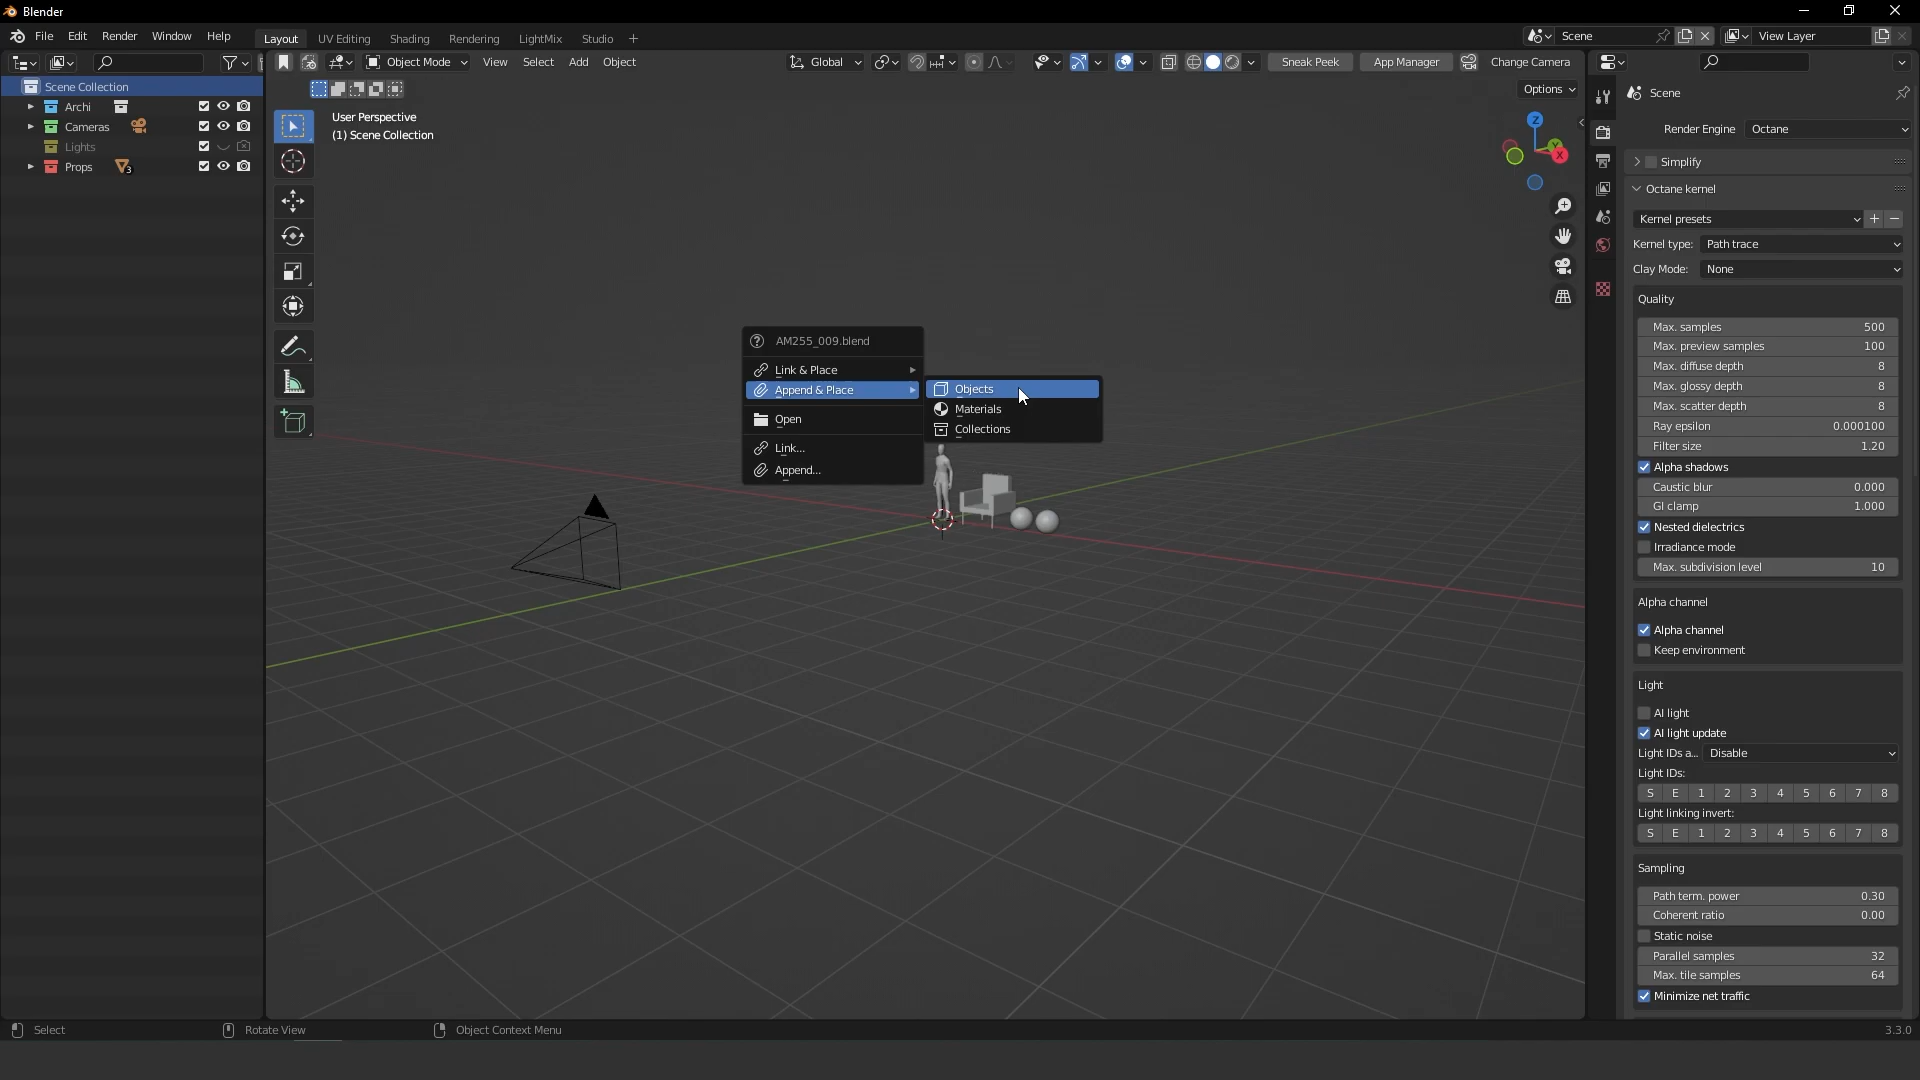 Blender
File Edit Render Window Help Layout UV Editing Shading Rendering LightMix Studio + Scene View Layer
Object Mode View Select Add Object Global Sneak Peek App Manager Change Camera
Options
Scene Collection
Archi
Cameras
Lights
Props 3
User Perspective
(1) Scene Collection
Z
Y
X
AM255_009.blend
Link & Place
Append & Place
Open
Link...
Append...
Objects
Materials
Collections
Scene
Render Engine Octane
Simplify
Octane kernel
Kernel presets + −
Kernel type: Path trace
Clay Mode: None
Quality
Max. samples 500
Max. preview samples 100
Max. diffuse depth 8
Max. glossy depth 8
Max. scatter depth 8
Ray epsilon 0.000100
Filter size 1.20
Alpha shadows
Caustic blur 0.000
GI clamp 1.000
Nested dielectrics
Irradiance mode
Max. subdivision level 10
Alpha channel
Alpha channel
Keep environment
Light
AI light
AI light update
Light IDs a... Disable
Light IDs:
S E 1 2 3 4 5 6 7 8
Light linking invert:
S E 1 2 3 4 5 6 7 8
Sampling
Path term. power 0.30
Coherent ratio 0.00
Static noise
Parallel samples 32
Max. tile samples 64
Minimize net traffic
Select Rotate View Object Context Menu 3.3.0